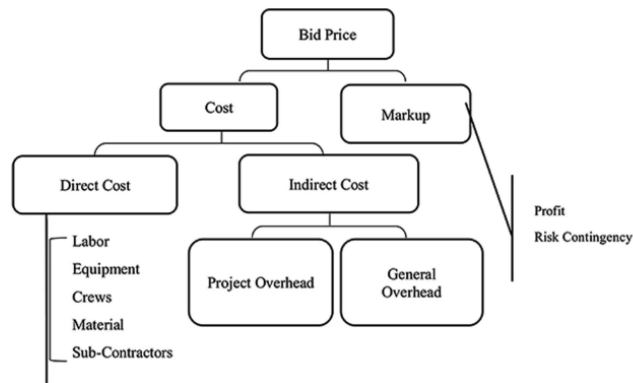 Bid Price
Cost
Markup
Direct Cost
Indirect Cost
Profit
Risk Contingency
Labor
Equipment
Crews
Material
Sub-Contractors
Project Overhead
General
Overhead